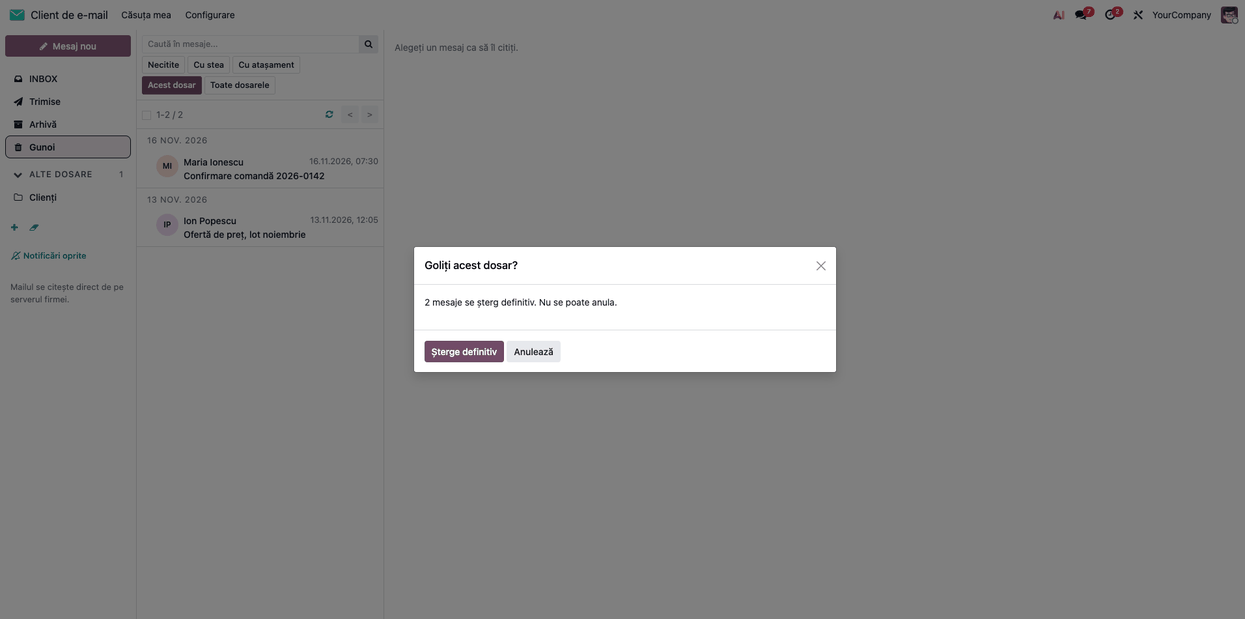 Client de e-mail Căsuța mea Configurare
AI 7 2 YourCompany
Mesaj nou
INBOX
Trimise
Arhivă
Gunoi
ALTE DOSARE 1
Clienți
Notificări oprite
Mailul se citește direct de pe
serverul firmei.
Caută în mesaje...
Necitite Cu stea Cu atașament
Acest dosar Toate dosarele
1-2 / 2 < >
16 NOV. 2026
MI Maria Ionescu 16.11.2026, 07:30
Confirmare comandă 2026-0142
13 NOV. 2026
IP Ion Popescu 13.11.2026, 12:05
Ofertă de preț, lot noiembrie
Alegeți un mesaj ca să îl citiți.
Goliți acest dosar?
2 mesaje se șterg definitiv. Nu se poate anula.
Șterge definitiv Anulează